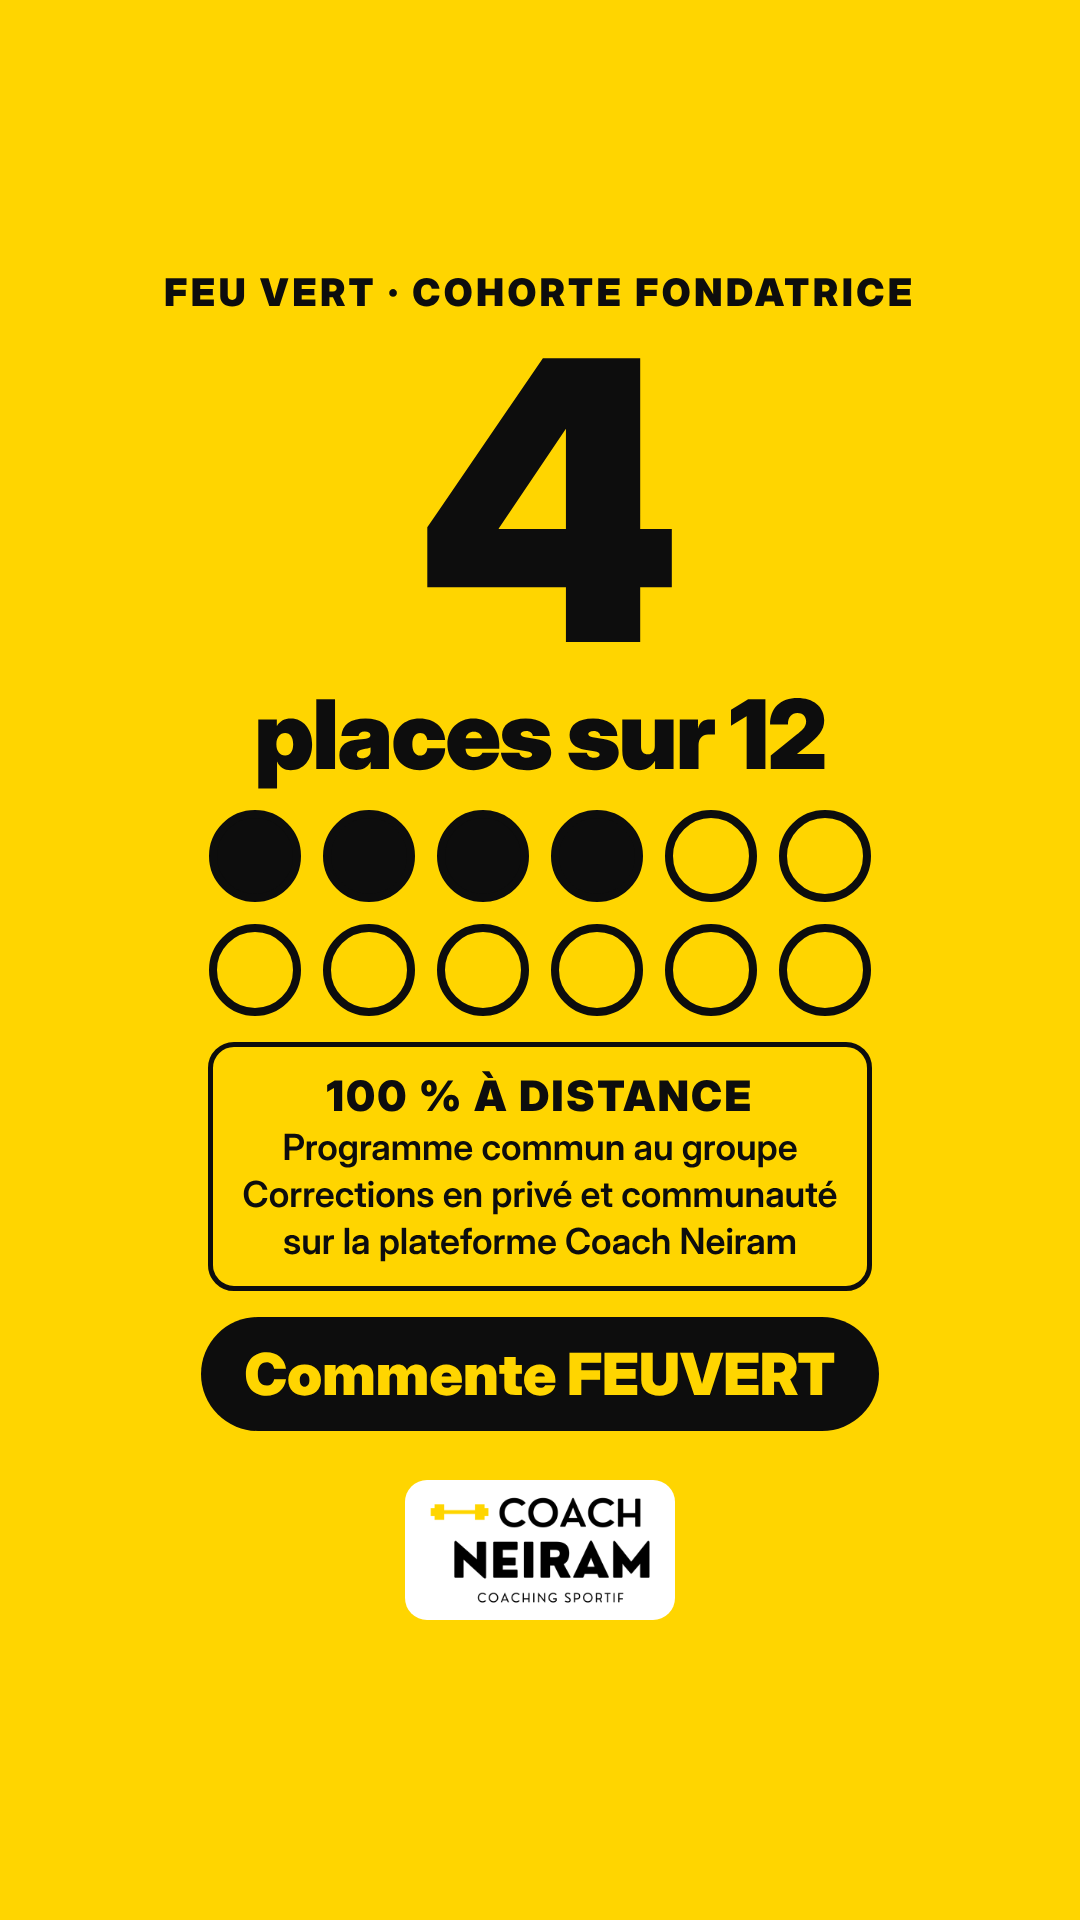 FEU VERT · COHORTE FONDATRICE
4
places sur 12
100 % À DISTANCE
Programme commun au groupe
Corrections en privé et communauté
sur la plateforme Coach Neiram
Commente FEUVERT
COACH
NEIRAM
COACHING SPORTIF